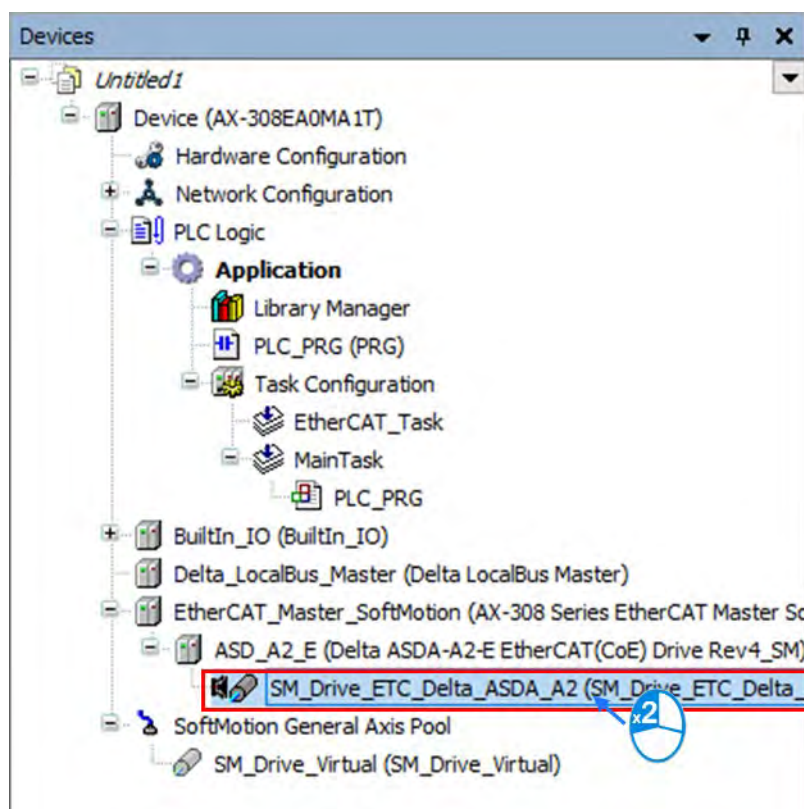 Devices
Untitled1
Device (AX-308EA0MA1T)
Hardware Configuration
Network Configuration
PLC Logic
Application
Library Manager
PLC_PRG (PRG)
Task Configuration
EtherCAT_Task
MainTask
PLC_PRG
BuiltIn_IO (BuiltIn_IO)
Delta_LocalBus_Master (Delta LocalBus Master)
EtherCAT_Master_SoftMotion (AX-308 Series EtherCAT Master So
ASD_A2_E (Delta ASDA-A2-E EtherCAT(CoE) Drive Rev4_SM)
SM_Drive_ETC_Delta_ASDA_A2 (SM_Drive_ETC_Delta_
x2
SoftMotion General Axis Pool
SM_Drive_Virtual (SM_Drive_Virtual)